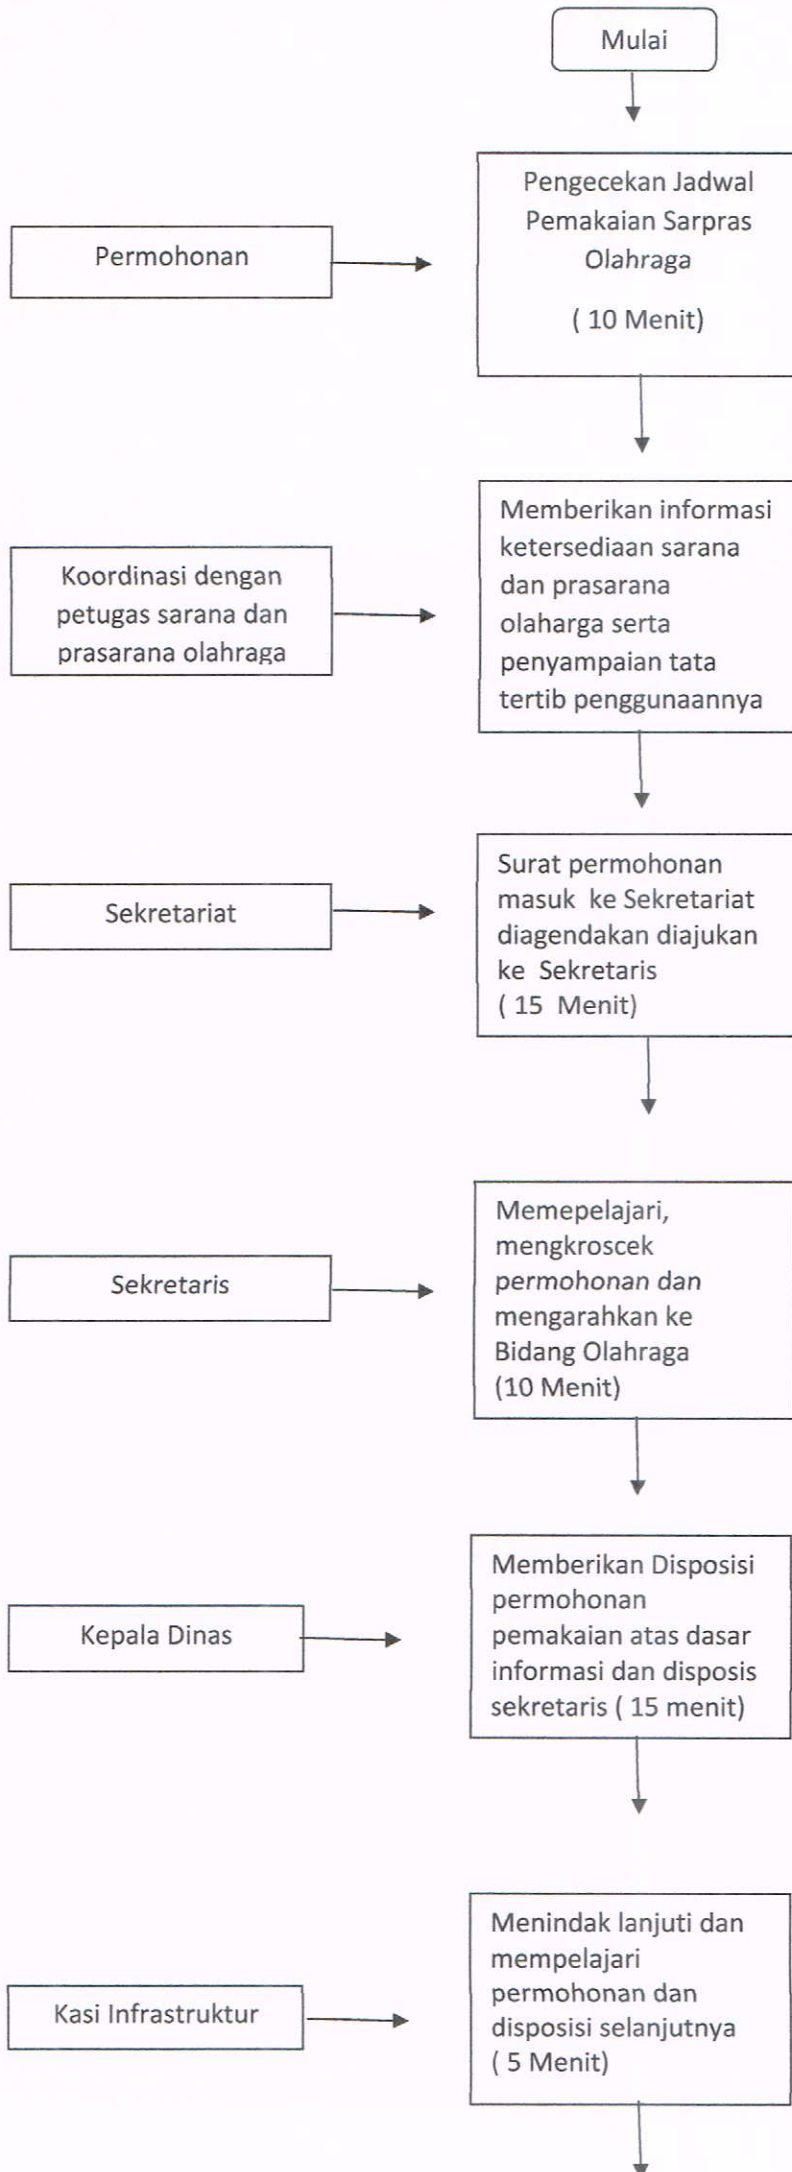 Mulai
Permohonan
Pengecekan Jadwal
Pemakaian Sarpras
Olahraga
( 10 Menit)
Koordinasi dengan
petugas sarana dan
prasarana olahraga
Memberikan informasi
ketersediaan sarana
dan prasarana
olaharga serta
penyampaian tata
tertib penggunaannya
Sekretariat
Surat permohonan
masuk ke Sekretariat
diagendakan diajukan
ke Sekretaris
( 15 Menit)
Sekretaris
Memepelajari,
mengkroscek
permohonan dan
mengarahkan ke
Bidang Olahraga
(10 Menit)
Kepala Dinas
Memberikan Disposisi
permohonan
pemakaian atas dasar
informasi dan disposis
sekretaris ( 15 menit)
Kasi Infrastruktur
Menindak lanjuti dan
mempelajari
permohonan dan
disposisi selanjutnya
( 5 Menit)